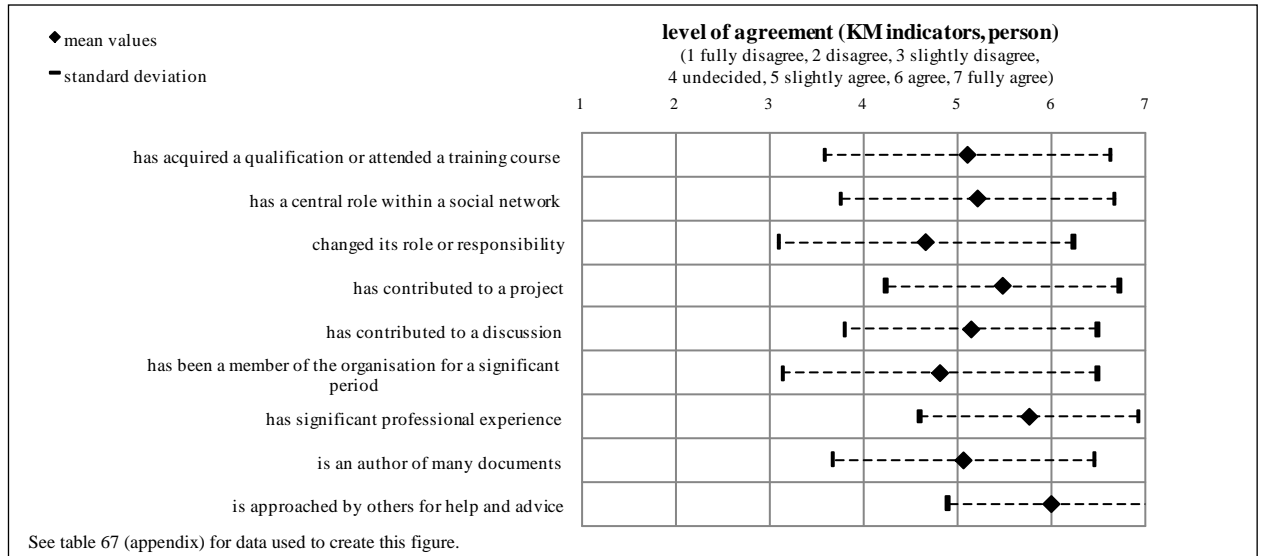 mean values
standard deviation
level of agreement (KM indicators, person)
(1 fully disagree, 2 disagree, 3 slightly disagree,
4 undecided, 5 slightly agree, 6 agree, 7 fully agree)
1 2 3 4 5 6 7
has acquired a qualification or attended a training course
has a central role within a social network
changed its role or responsibility
has contributed to a project
has contributed to a discussion
has been a member of the organisation for a significant
period
has significant professional experience
is an author of many documents
is approached by others for help and advice
See table 67 (appendix) for data used to create this figure.